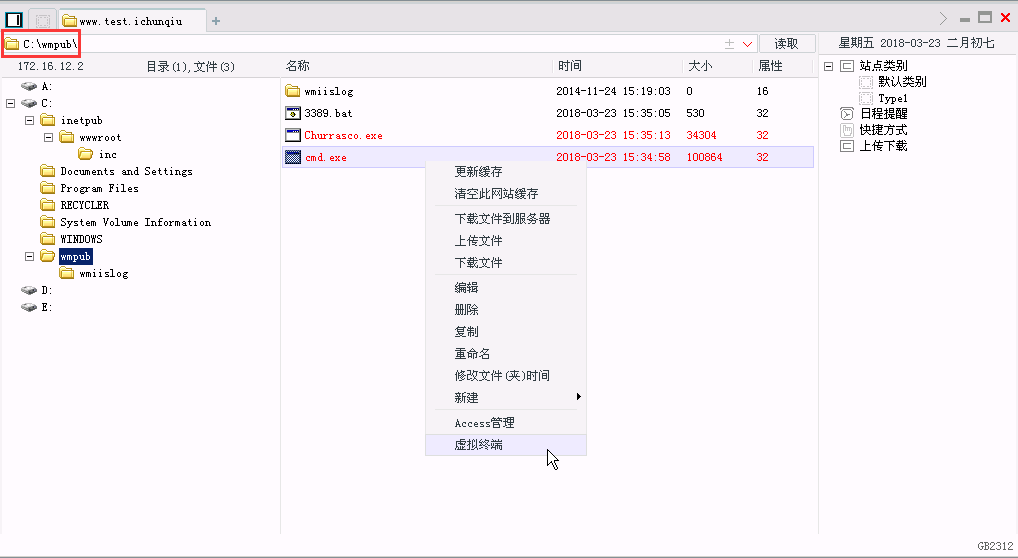 www.test.ichunqiu
C:\wmpub\
读取
星期五 2018-03-23 二月初七
172.16.12.2
目录(1),文件(3)
名称 时间 大小 属性
A:
C:
inetpub
wwwroot
inc
Documents and Settings
Program Files
RECYCLER
System Volume Information
WINDOWS
wmpub
wmiislog
D:
E:
wmiislog 2014-11-24 15:19:03 0 16
3389.bat 2018-03-23 15:35:05 530 32
Churrasco.exe 2018-03-23 15:35:13 34304 32
cmd.exe 2018-03-23 15:34:58 100864 32
更新缓存
清空此网站缓存
下载文件到服务器
上传文件
下载文件
编辑
删除
复制
重命名
修改文件(夹)时间
新建
Access管理
虚拟终端
站点类别
默认类别
Type1
日程提醒
快捷方式
上传下载
GB2312